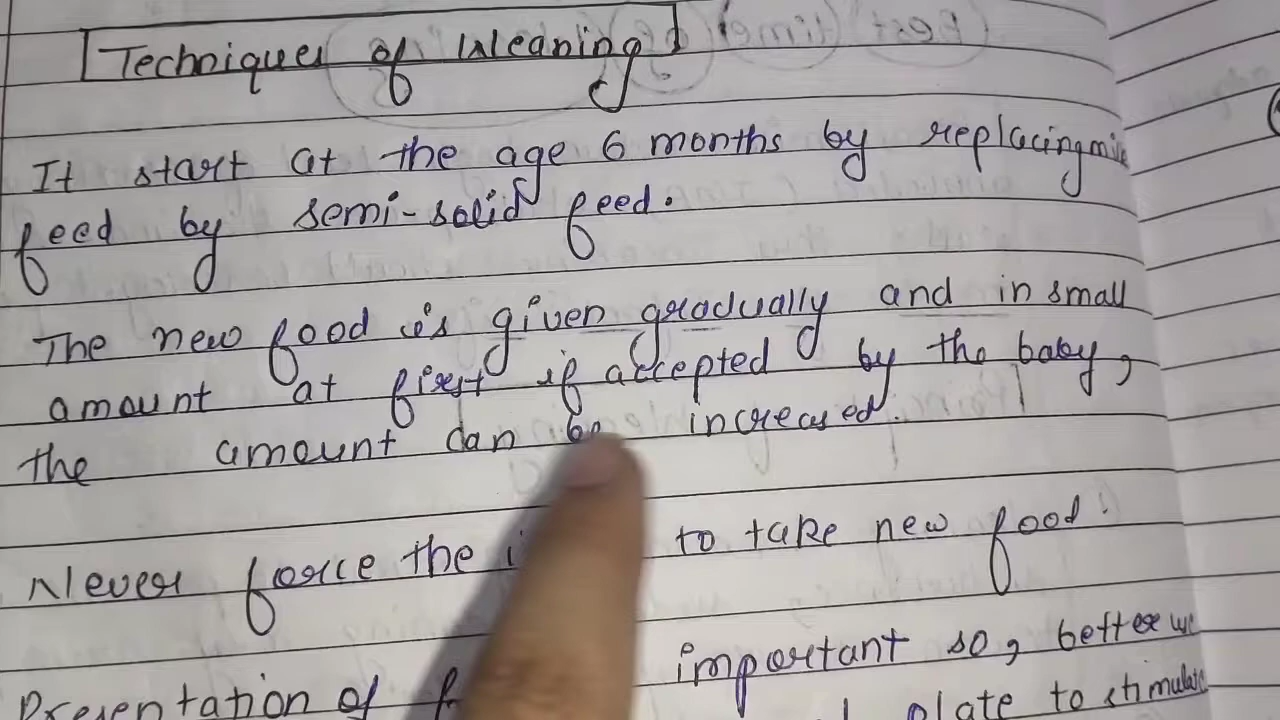 Techniques of Weaning
It start at the age 6 months by replacing
feed by semi-solid feed.
The new food is given gradually and in small
amount at first if accepted by the baby,
the amount can be increased.
Never force the to take new food.
Presentation of important so, better
plate to stimulate